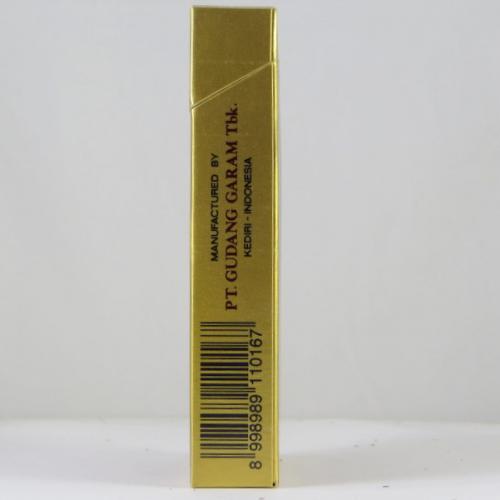 MANUFACTURED BY
PT. GUDANG GARAM Tbk.
KEDIRI - INDONESIA
8 998989 110167